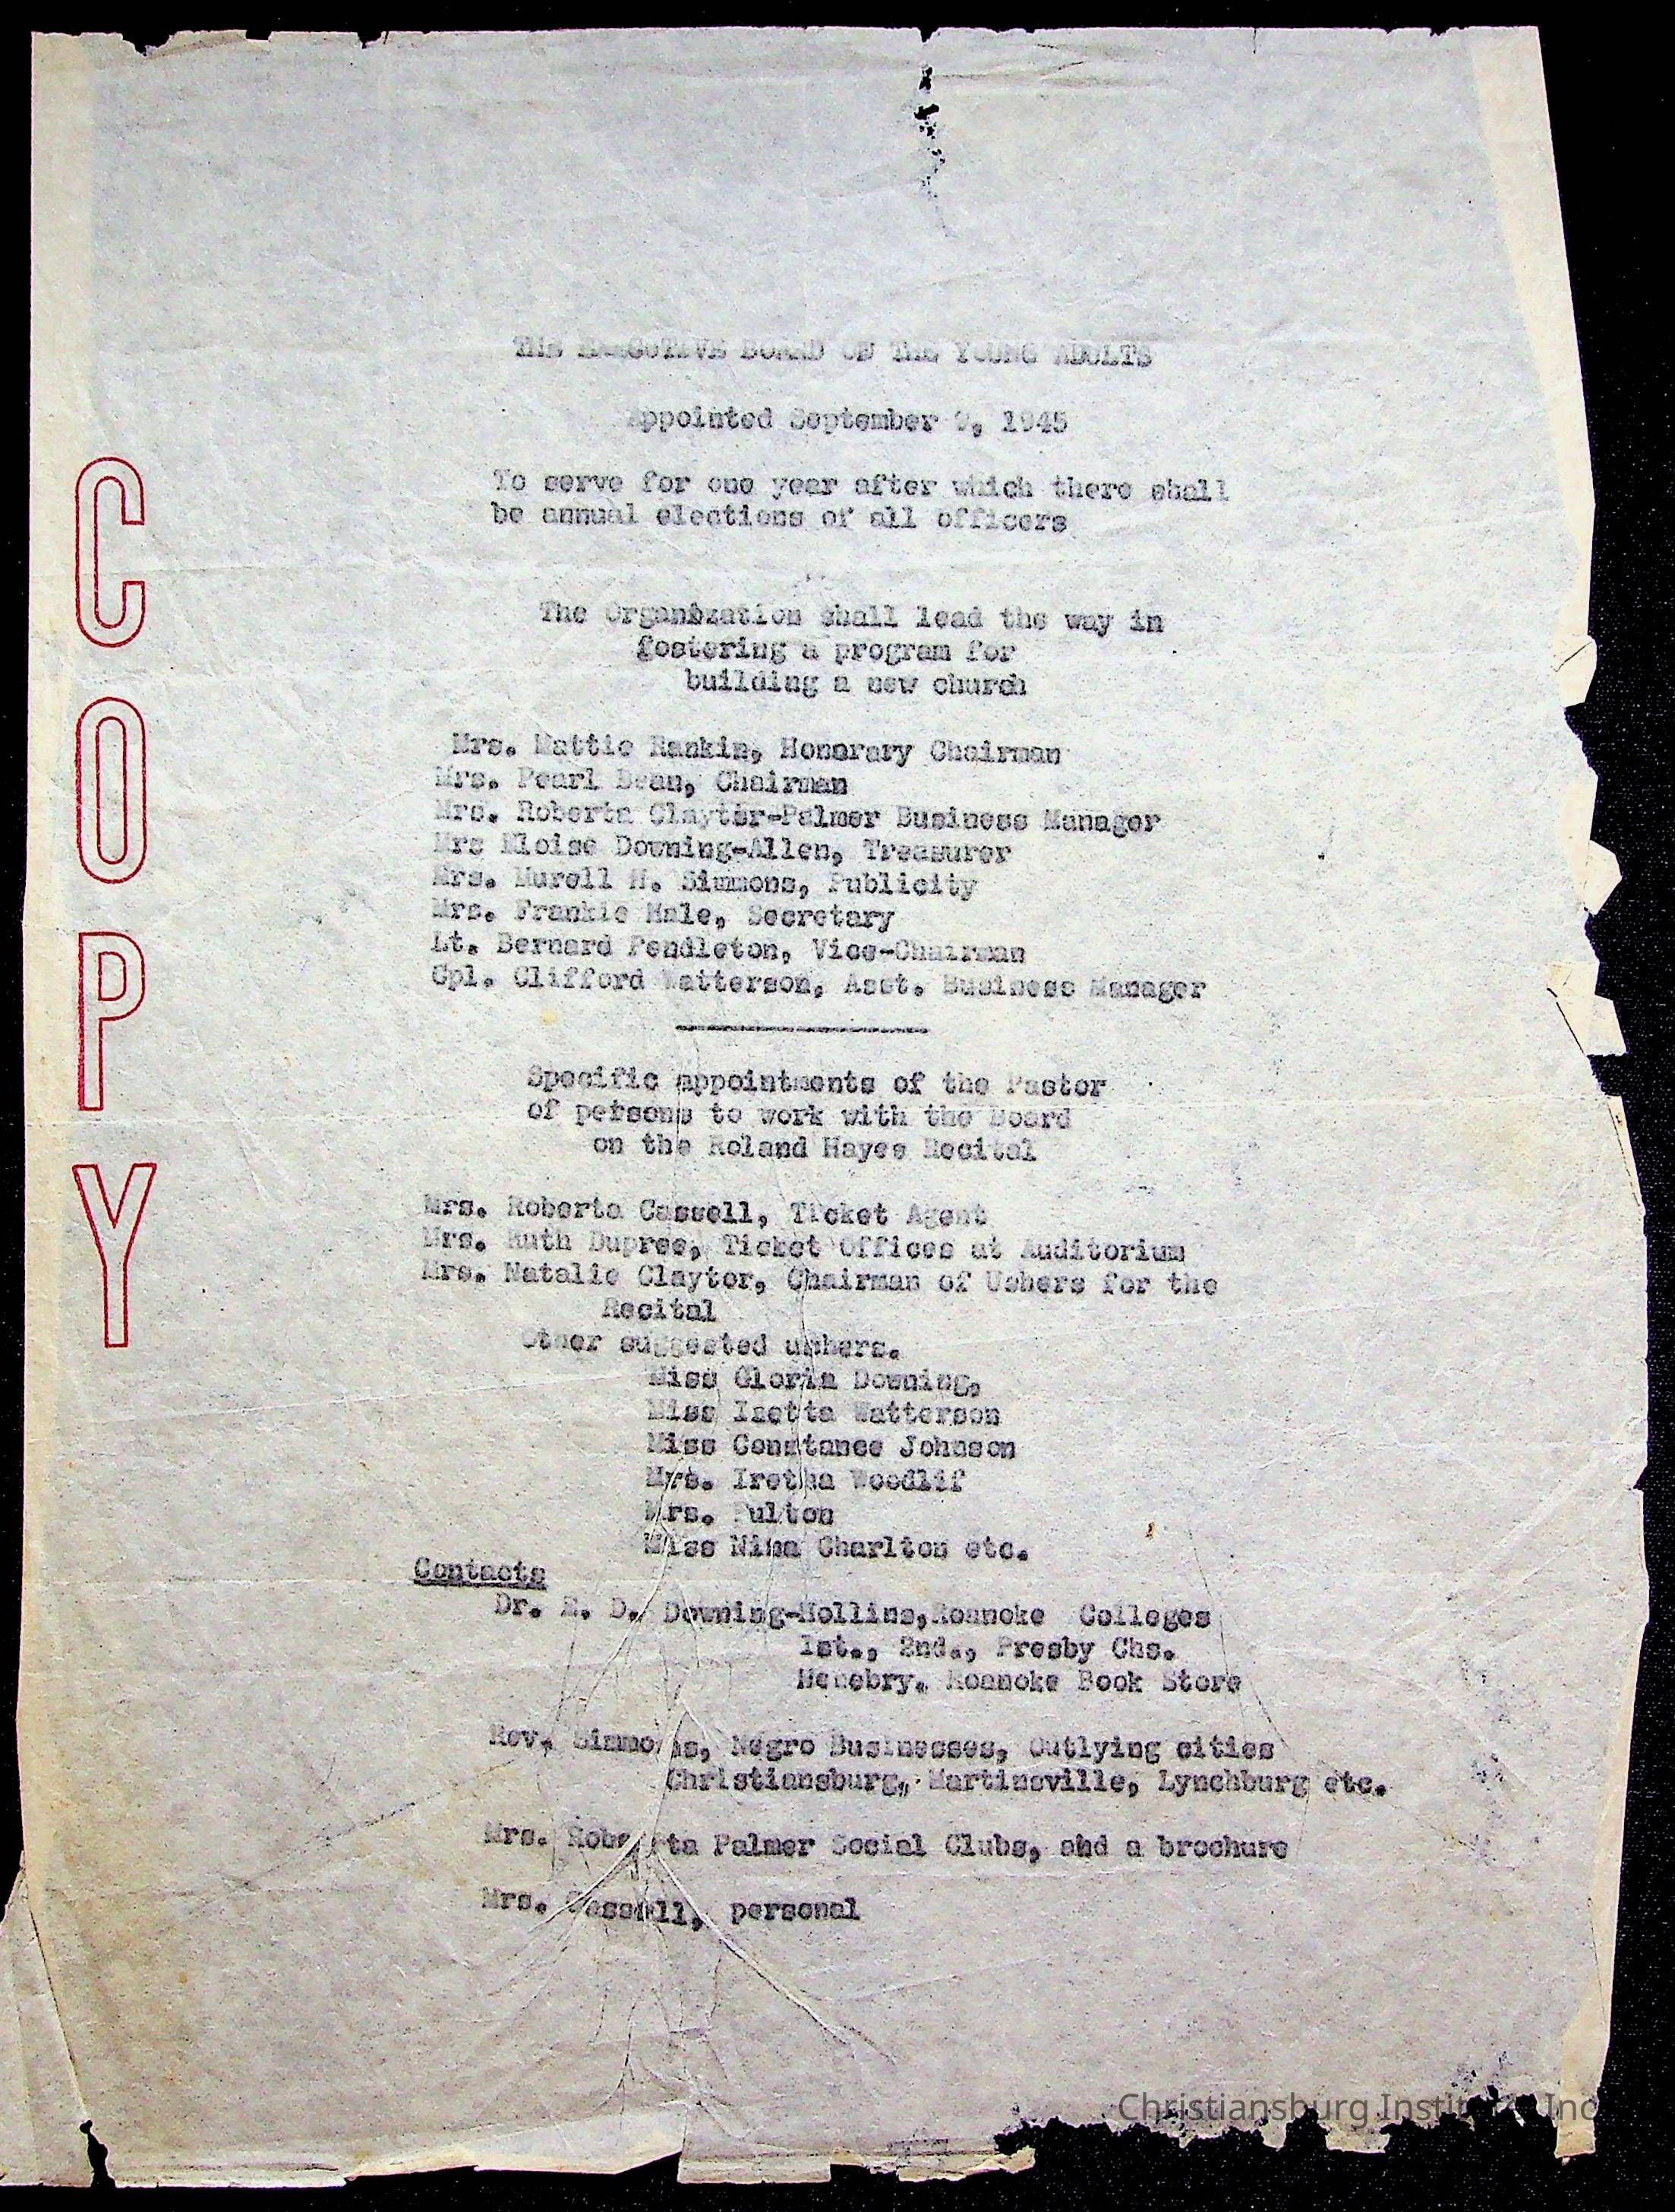 COPY
THE EXECUTIVE BOARD OF THE YOUNG ADULTS
Appointed September 9, 1945
To serve for one year after which there shall
be annual elections of all officers
The Organization shall lead the way in
fostering a program for
building a new church
Mrs. Mattie Rankin, Honorary Chairman
Mrs. Pearl Dean, Chairman
Mrs. Roberta Claytor-Palmer Business Manager
Mrs Eloise Downing-Allen, Treasurer
Mrs. Murell H. Simmons, Publicity
Mrs. Frankie Hale, Secretary
Lt. Bernard Pendleton, Vice-Chairman
Cpl. Clifford Watterson, Asst. Business Manager
Specific appointments of the Pastor
of persons to work with the Board
on the Roland Hayes Recital
Mrs. Roberta Cassell, Ticket Agent
Mrs. Ruth Dupree, Ticket Offices at Auditorium
Mrs. Natalie Claytor, Chairman of Ushers for the
Recital
Other suggested ushers.
Miss Gloria Downing,
Miss Izetta Watterson
Miss Constance Johnson
Mrs. Iretha Woodlif
Mrs. Fulton
Miss Nina Charlton etc.
Contacts
Dr. E. D. Downing-Hollins, Roanoke Colleges
1st., 2nd., Presby Chs.
Henebry, Roanoke Book Store
Rev. Simmons, Negro Businesses, Outlying cities
Christiansburg, Martinsville, Lynchburg etc.
Mrs. Roberta Palmer Social Clubs, and a brochure
Mrs. Cassell, personal
Christiansburg Institute Inc